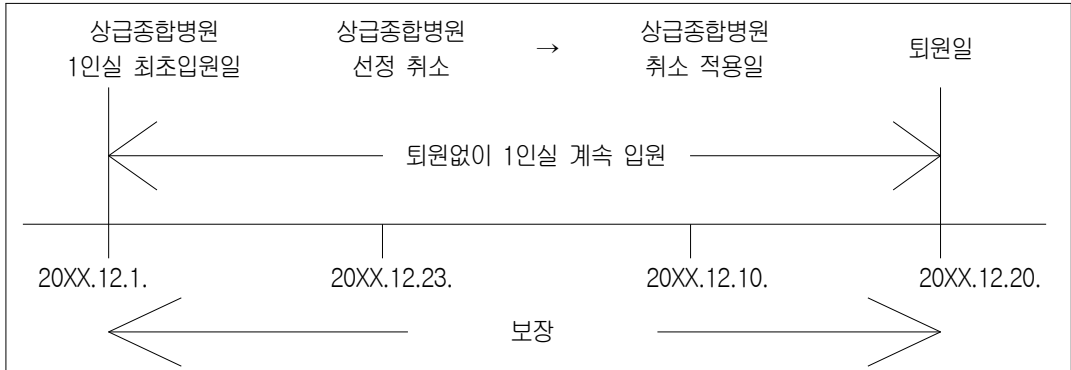 상급종합병원 상급종합병원 → 상급종합병원 퇴원일
1인실 최초입원일 선정 취소 취소 적용일
퇴원없이 1인실 계속 입원
20XX.12.1. 20XX.12.23. 20XX.12.10. 20XX.12.20.
보장